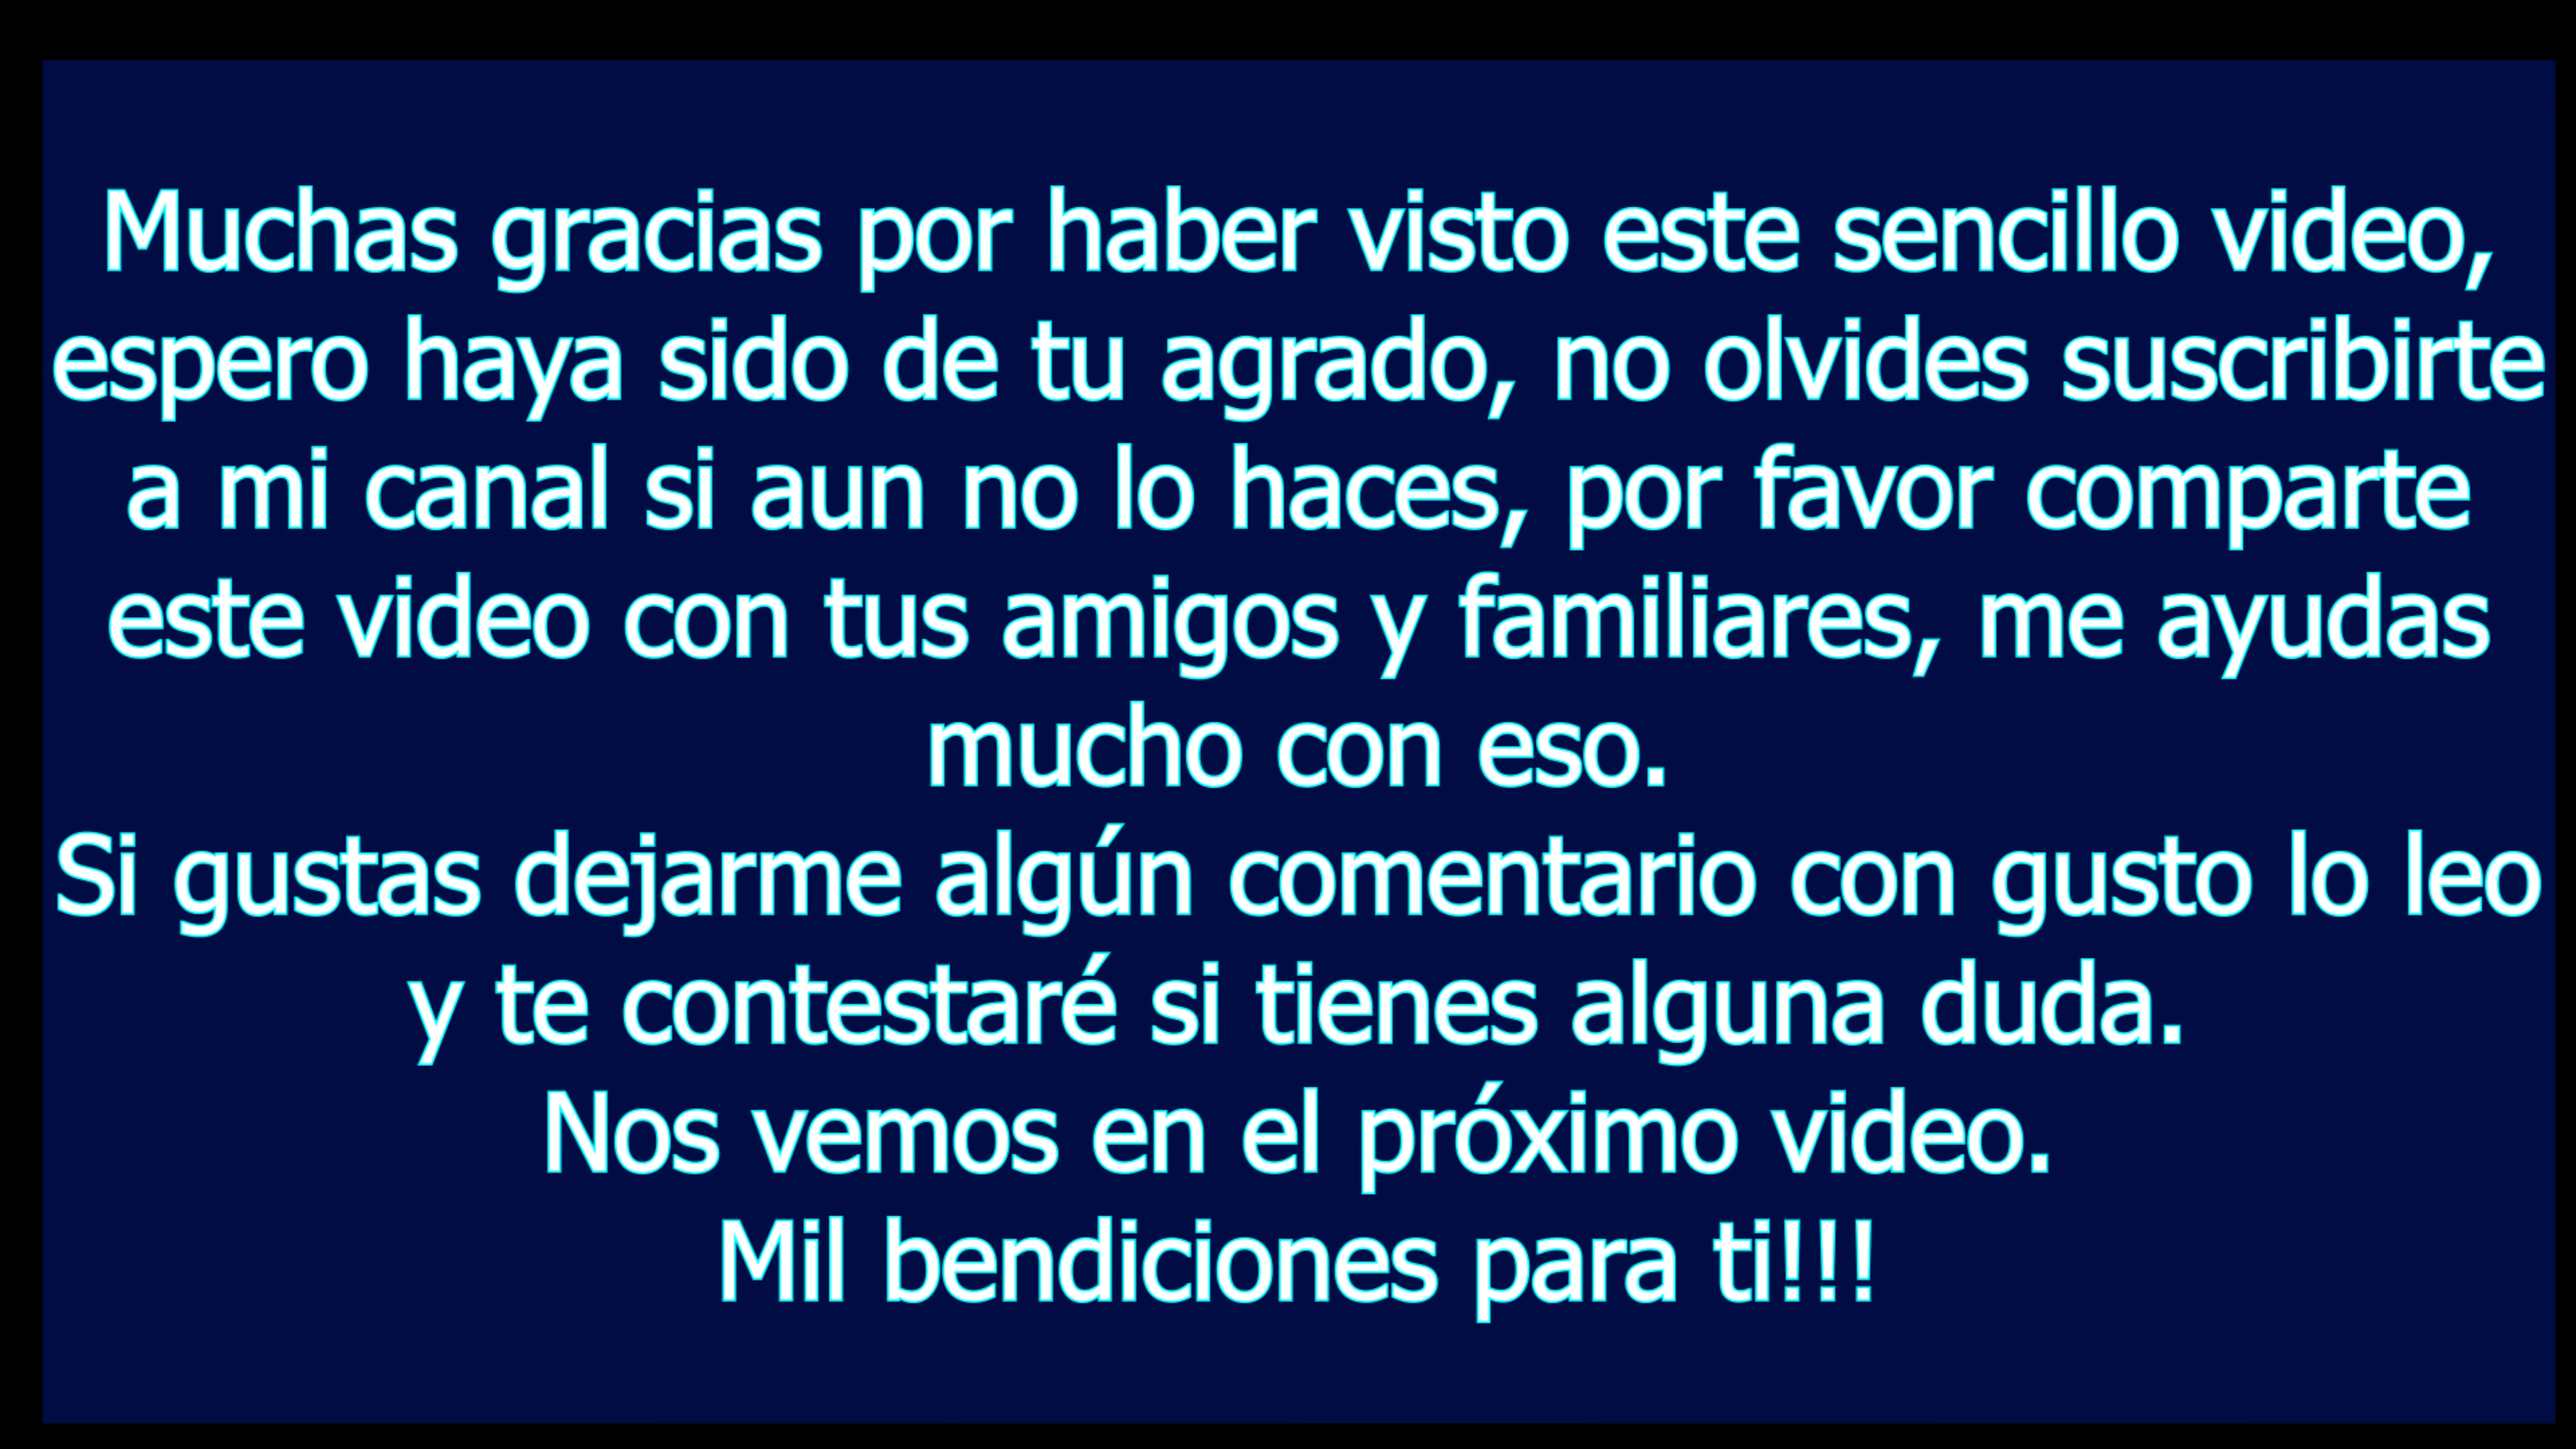 Muchas gracias por haber visto este sencillo video,
espero haya sido de tu agrado, no olvides suscribirte
a mi canal si aun no lo haces, por favor comparte
este video con tus amigos y familiares, me ayudas
mucho con eso.
Si gustas dejarme algún comentario con gusto lo leo
y te contestaré si tienes alguna duda.
Nos vemos en el próximo video.
Mil bendiciones para ti!!!